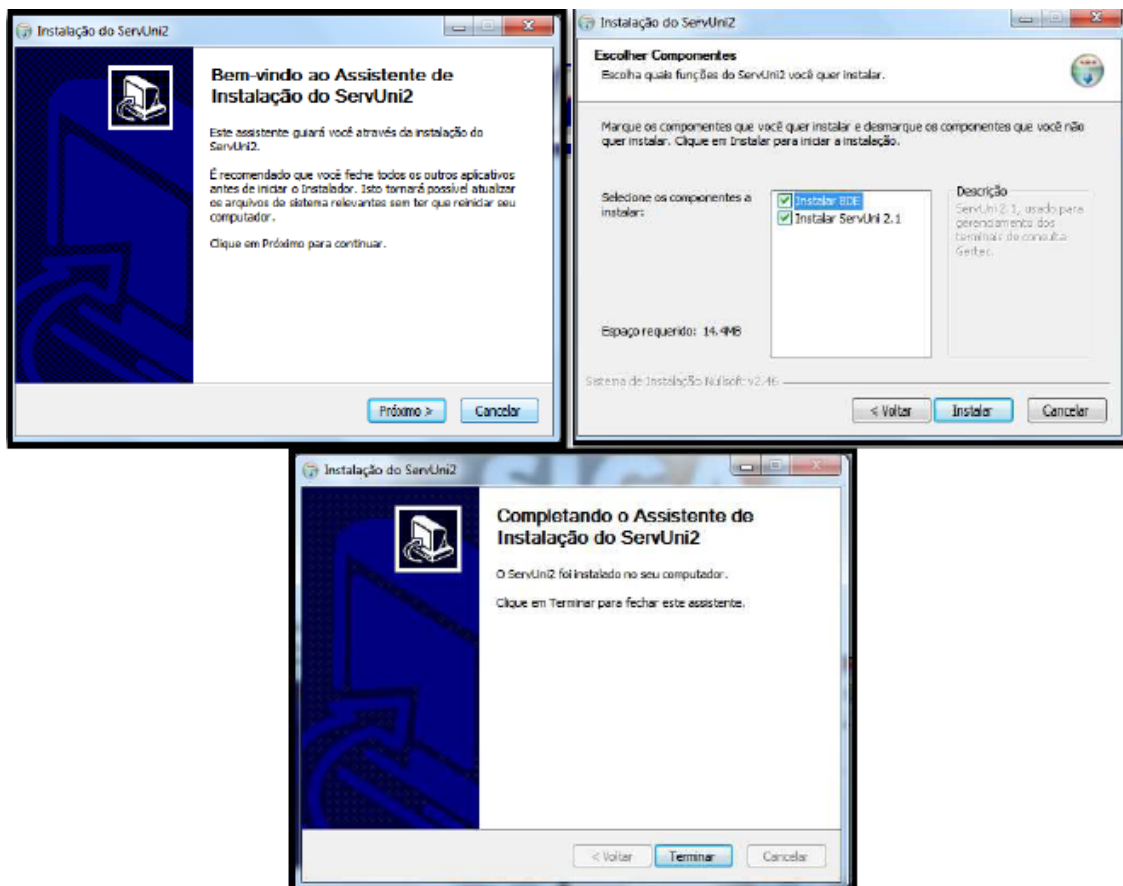 Instalação do ServUni2
Bem-vindo ao Assistente de
Instalação do ServUni2
Este assistente guiará você através da instalação do
ServUni2.
É recomendado que você feche todos os outros aplicativos
antes de iniciar o Instalador. Isto tornará possível atualizar
os arquivos de sistema relevantes sem ter que reiniciar seu
computador.
Clique em Próximo para continuar.
Próximo >
Cancelar
Instalação do ServUni2
Escolher Componentes
Escolha quais funções do ServUni2 você quer instalar.
Marque os componentes que você quer instalar e desmarque os componentes que você não
quer instalar. Clique em Instalar para iniciar a instalação.
Selecione os componentes a
instalar:
Instalar BDE
Instalar ServUni 2.1
Descrição
ServUni 2.1, usado para
gerenciamento dos
terminais de consulta
Gertec.
Espaço requerido: 14.4MB
Sistema de Instalação Nullsoft v2.46
< Voltar
Instalar
Cancelar
Instalação do ServUni2
Completando o Assistente de
Instalação do ServUni2
O ServUni2 foi instalado no seu computador.
Clique em Terminar para fechar este assistente.
< Voltar
Terminar
Cancelar